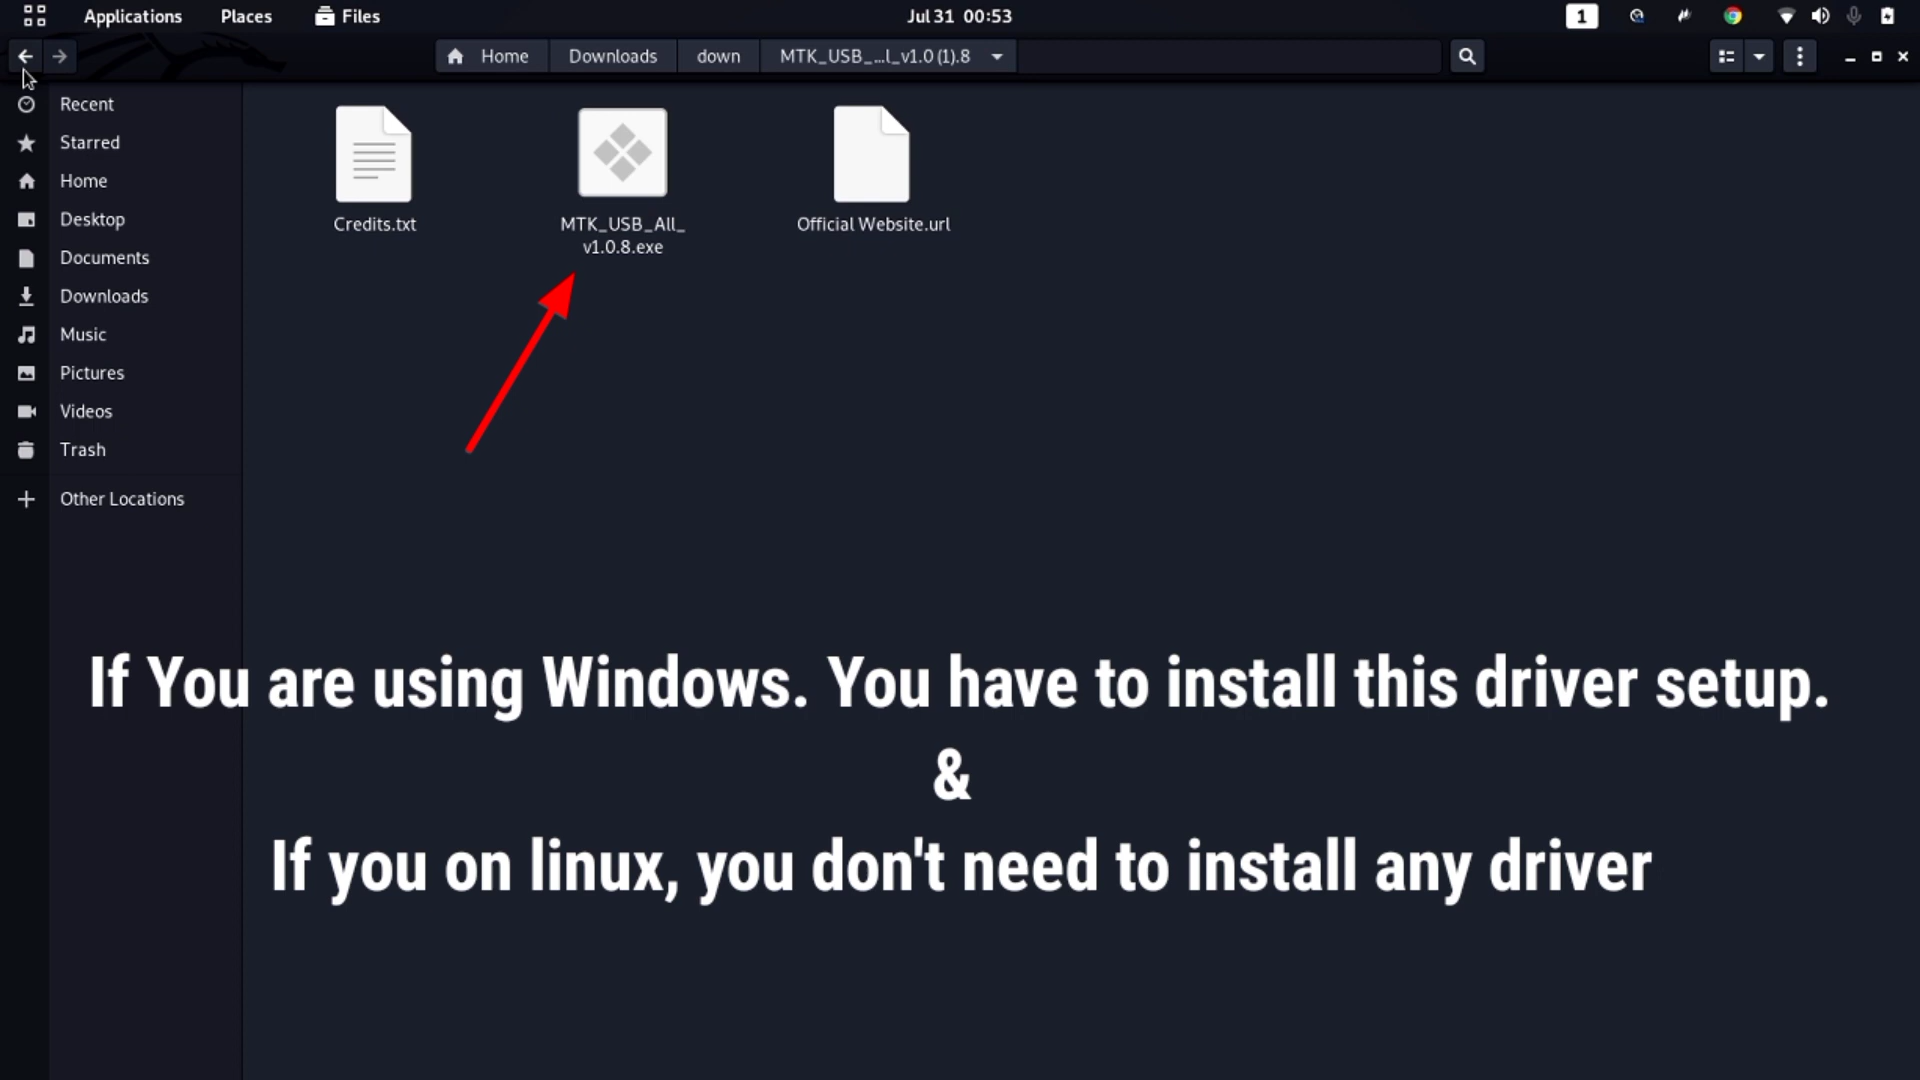 Applications Places Files Jul 31 00:53 1
Home Downloads down MTK_USB_...l_v1.0 (1).8
Recent
Starred
Home
Desktop
Documents
Downloads
Music
Pictures
Videos
Trash
Other Locations
Credits.txt
MTK_USB_All_
v1.0.8.exe
Official Website.url
If You are using Windows. You have to install this driver setup.
&
If you on linux, you don't need to install any driver